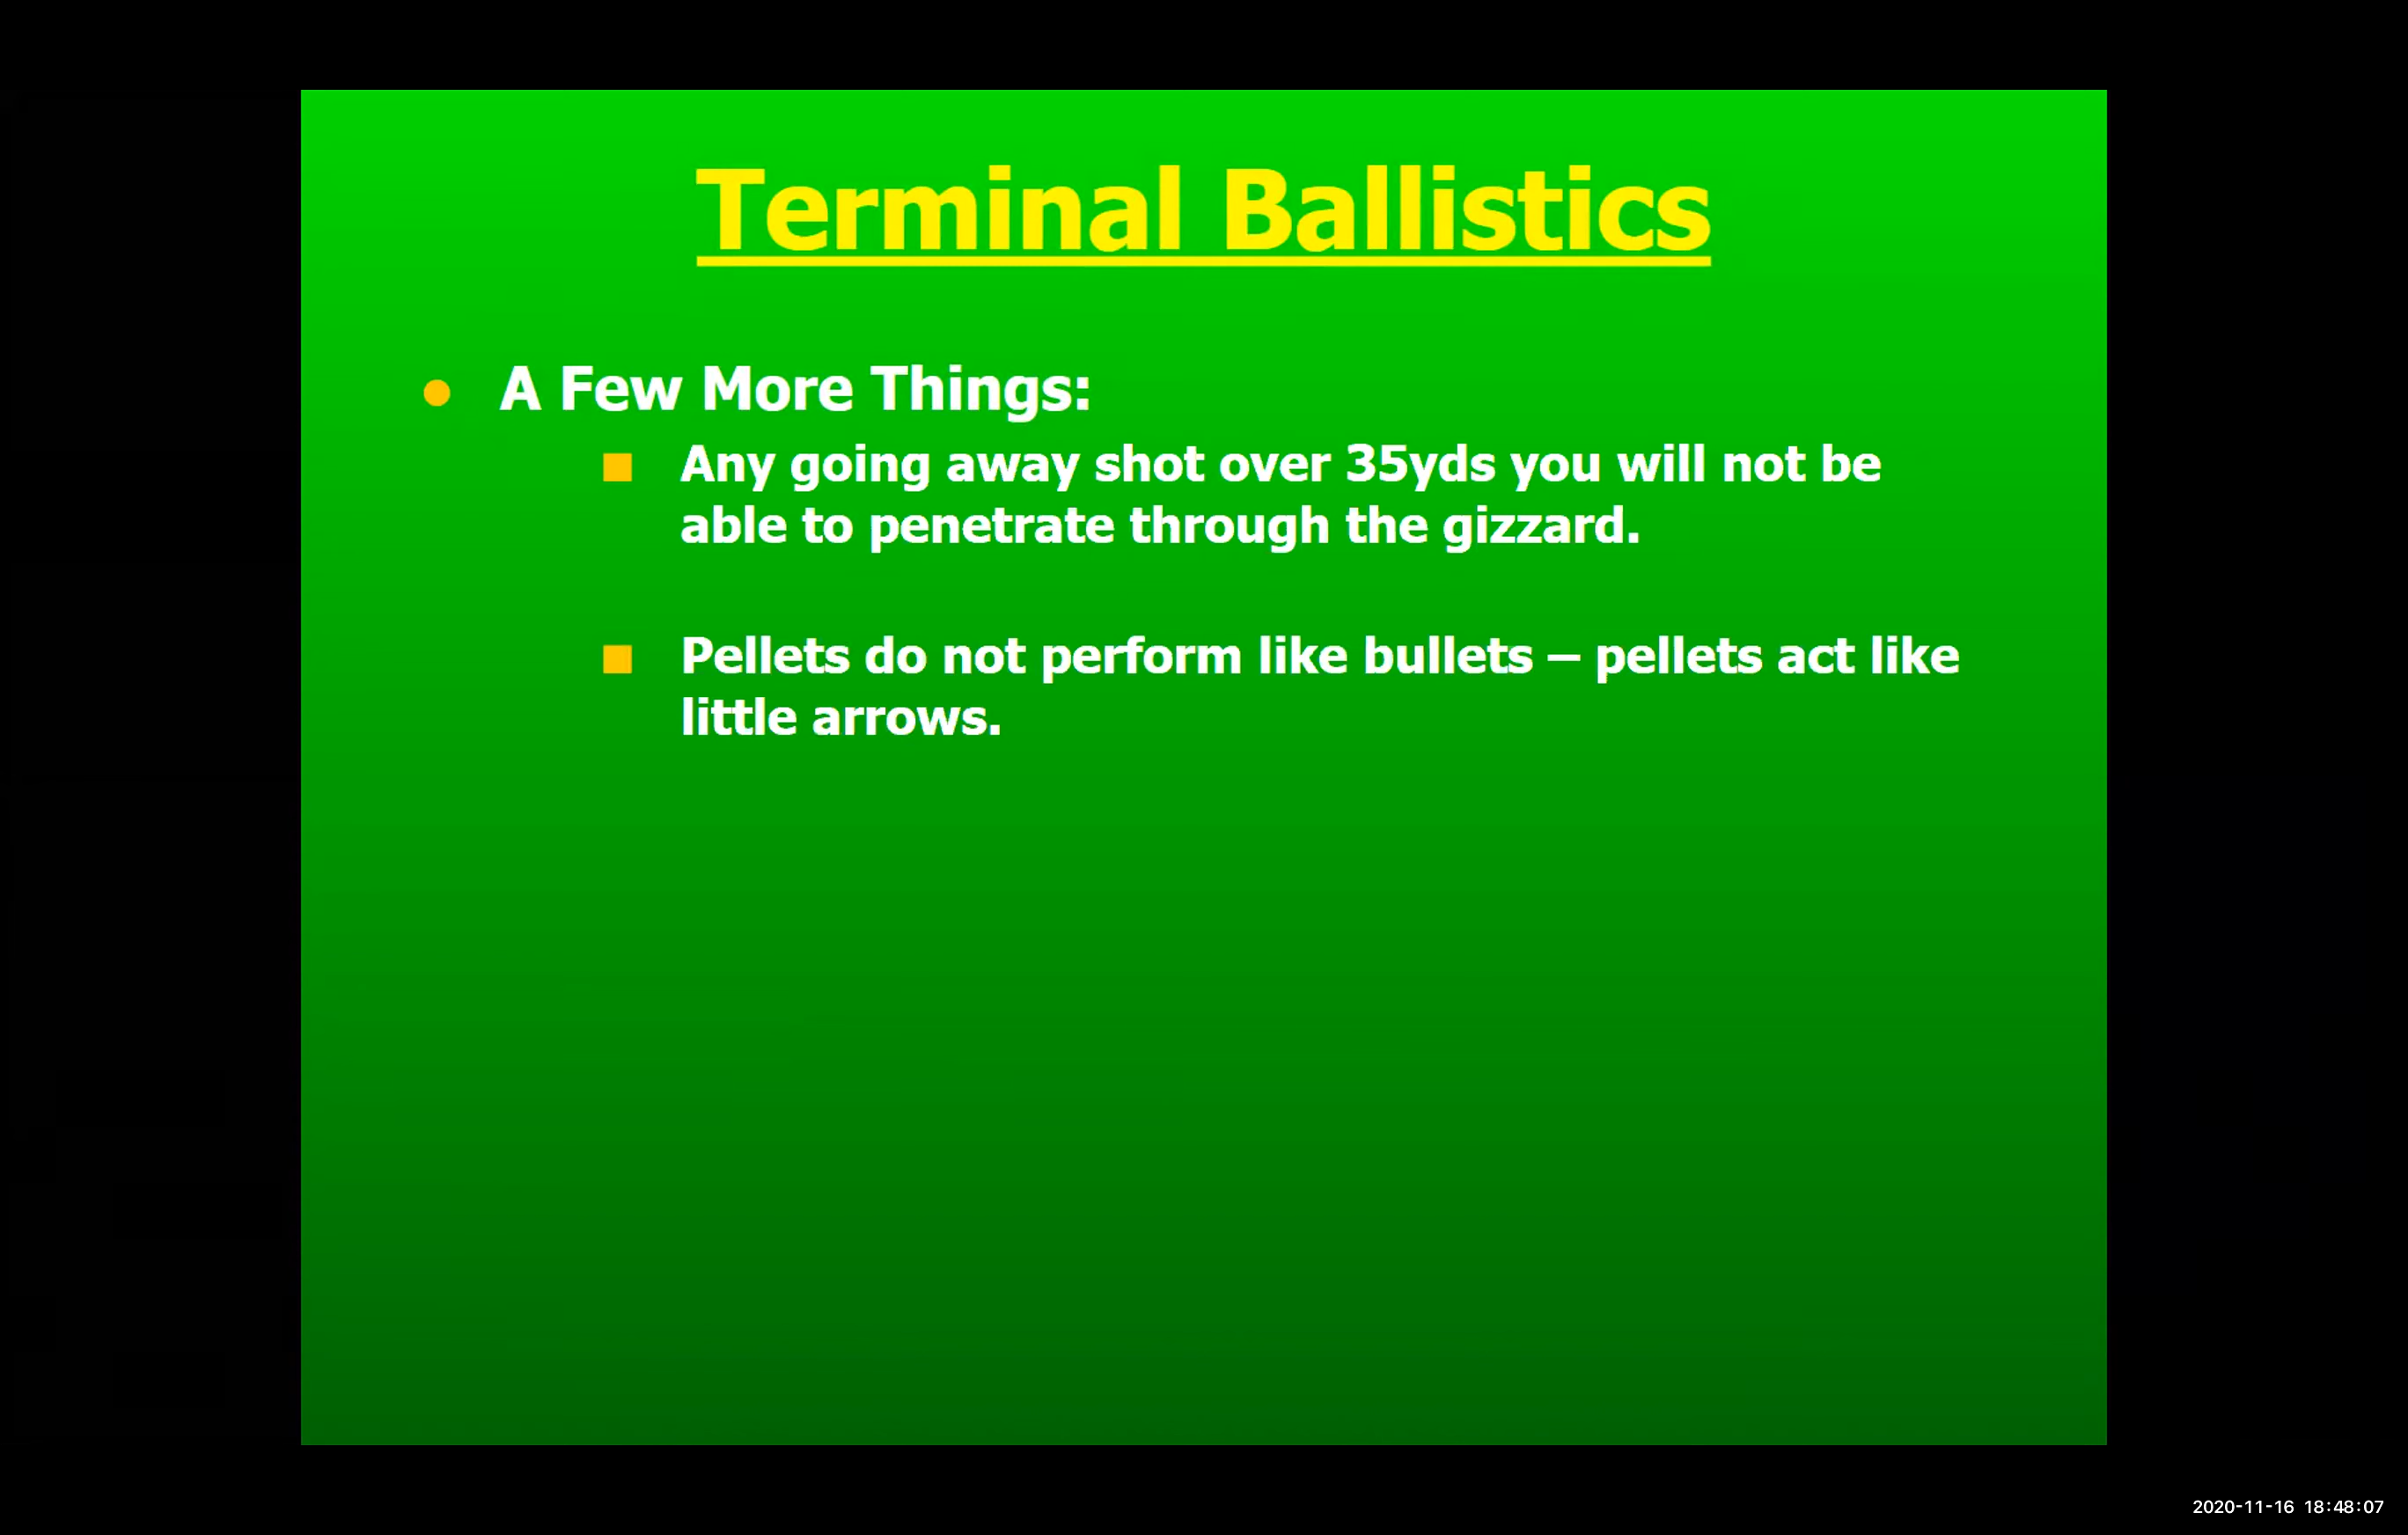 Terminal Ballistics
A Few More Things:
Any going away shot over 35yds you will not be
able to penetrate through the gizzard.
Pellets do not perform like bullets – pellets act like
little arrows.
2020-11-16 18:48:07